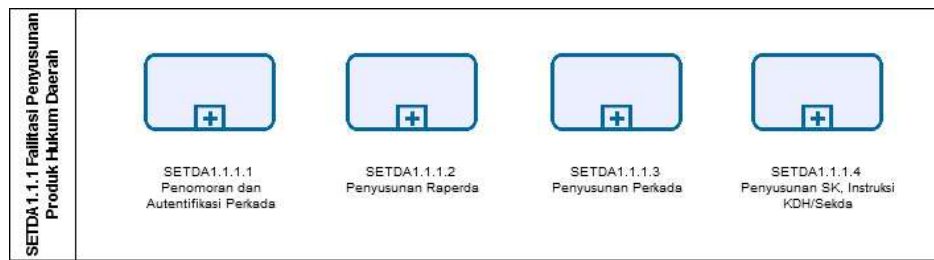 SETDA1.1.1 Failitasi Penyusunan
Produk Hukum Daerah
SETDA1.1.1.1
Penomoran dan
Autentifikasi Perkada
SETDA1.1.1.2
Penyusunan Raperda
SETDA1.1.1.3
Penyusunan Perkada
SETDA1.1.1.4
Penyusunan SK, Instruksi
KDH/Sekda